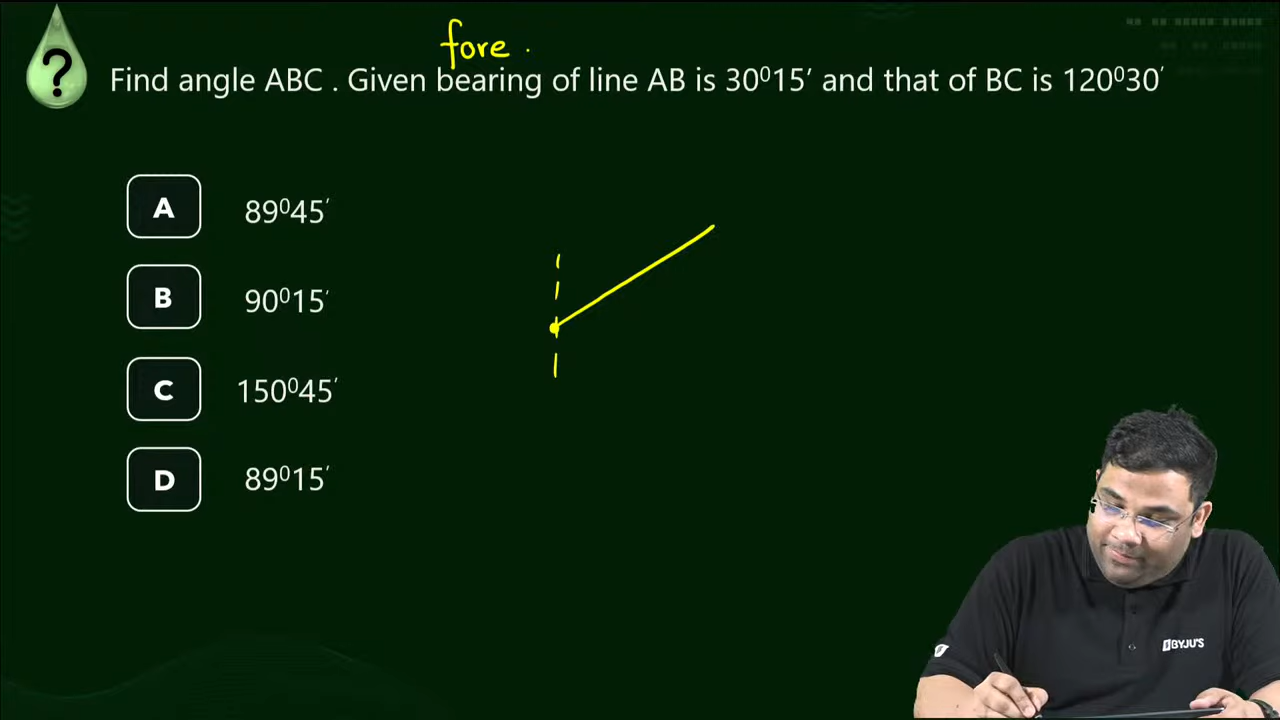 fore .
?
Find angle ABC . Given bearing of line AB is 30⁰15′ and that of BC is 120⁰30′
A 89⁰45′
B 90⁰15′
C 150⁰45′
D 89⁰15′
BYJU'S